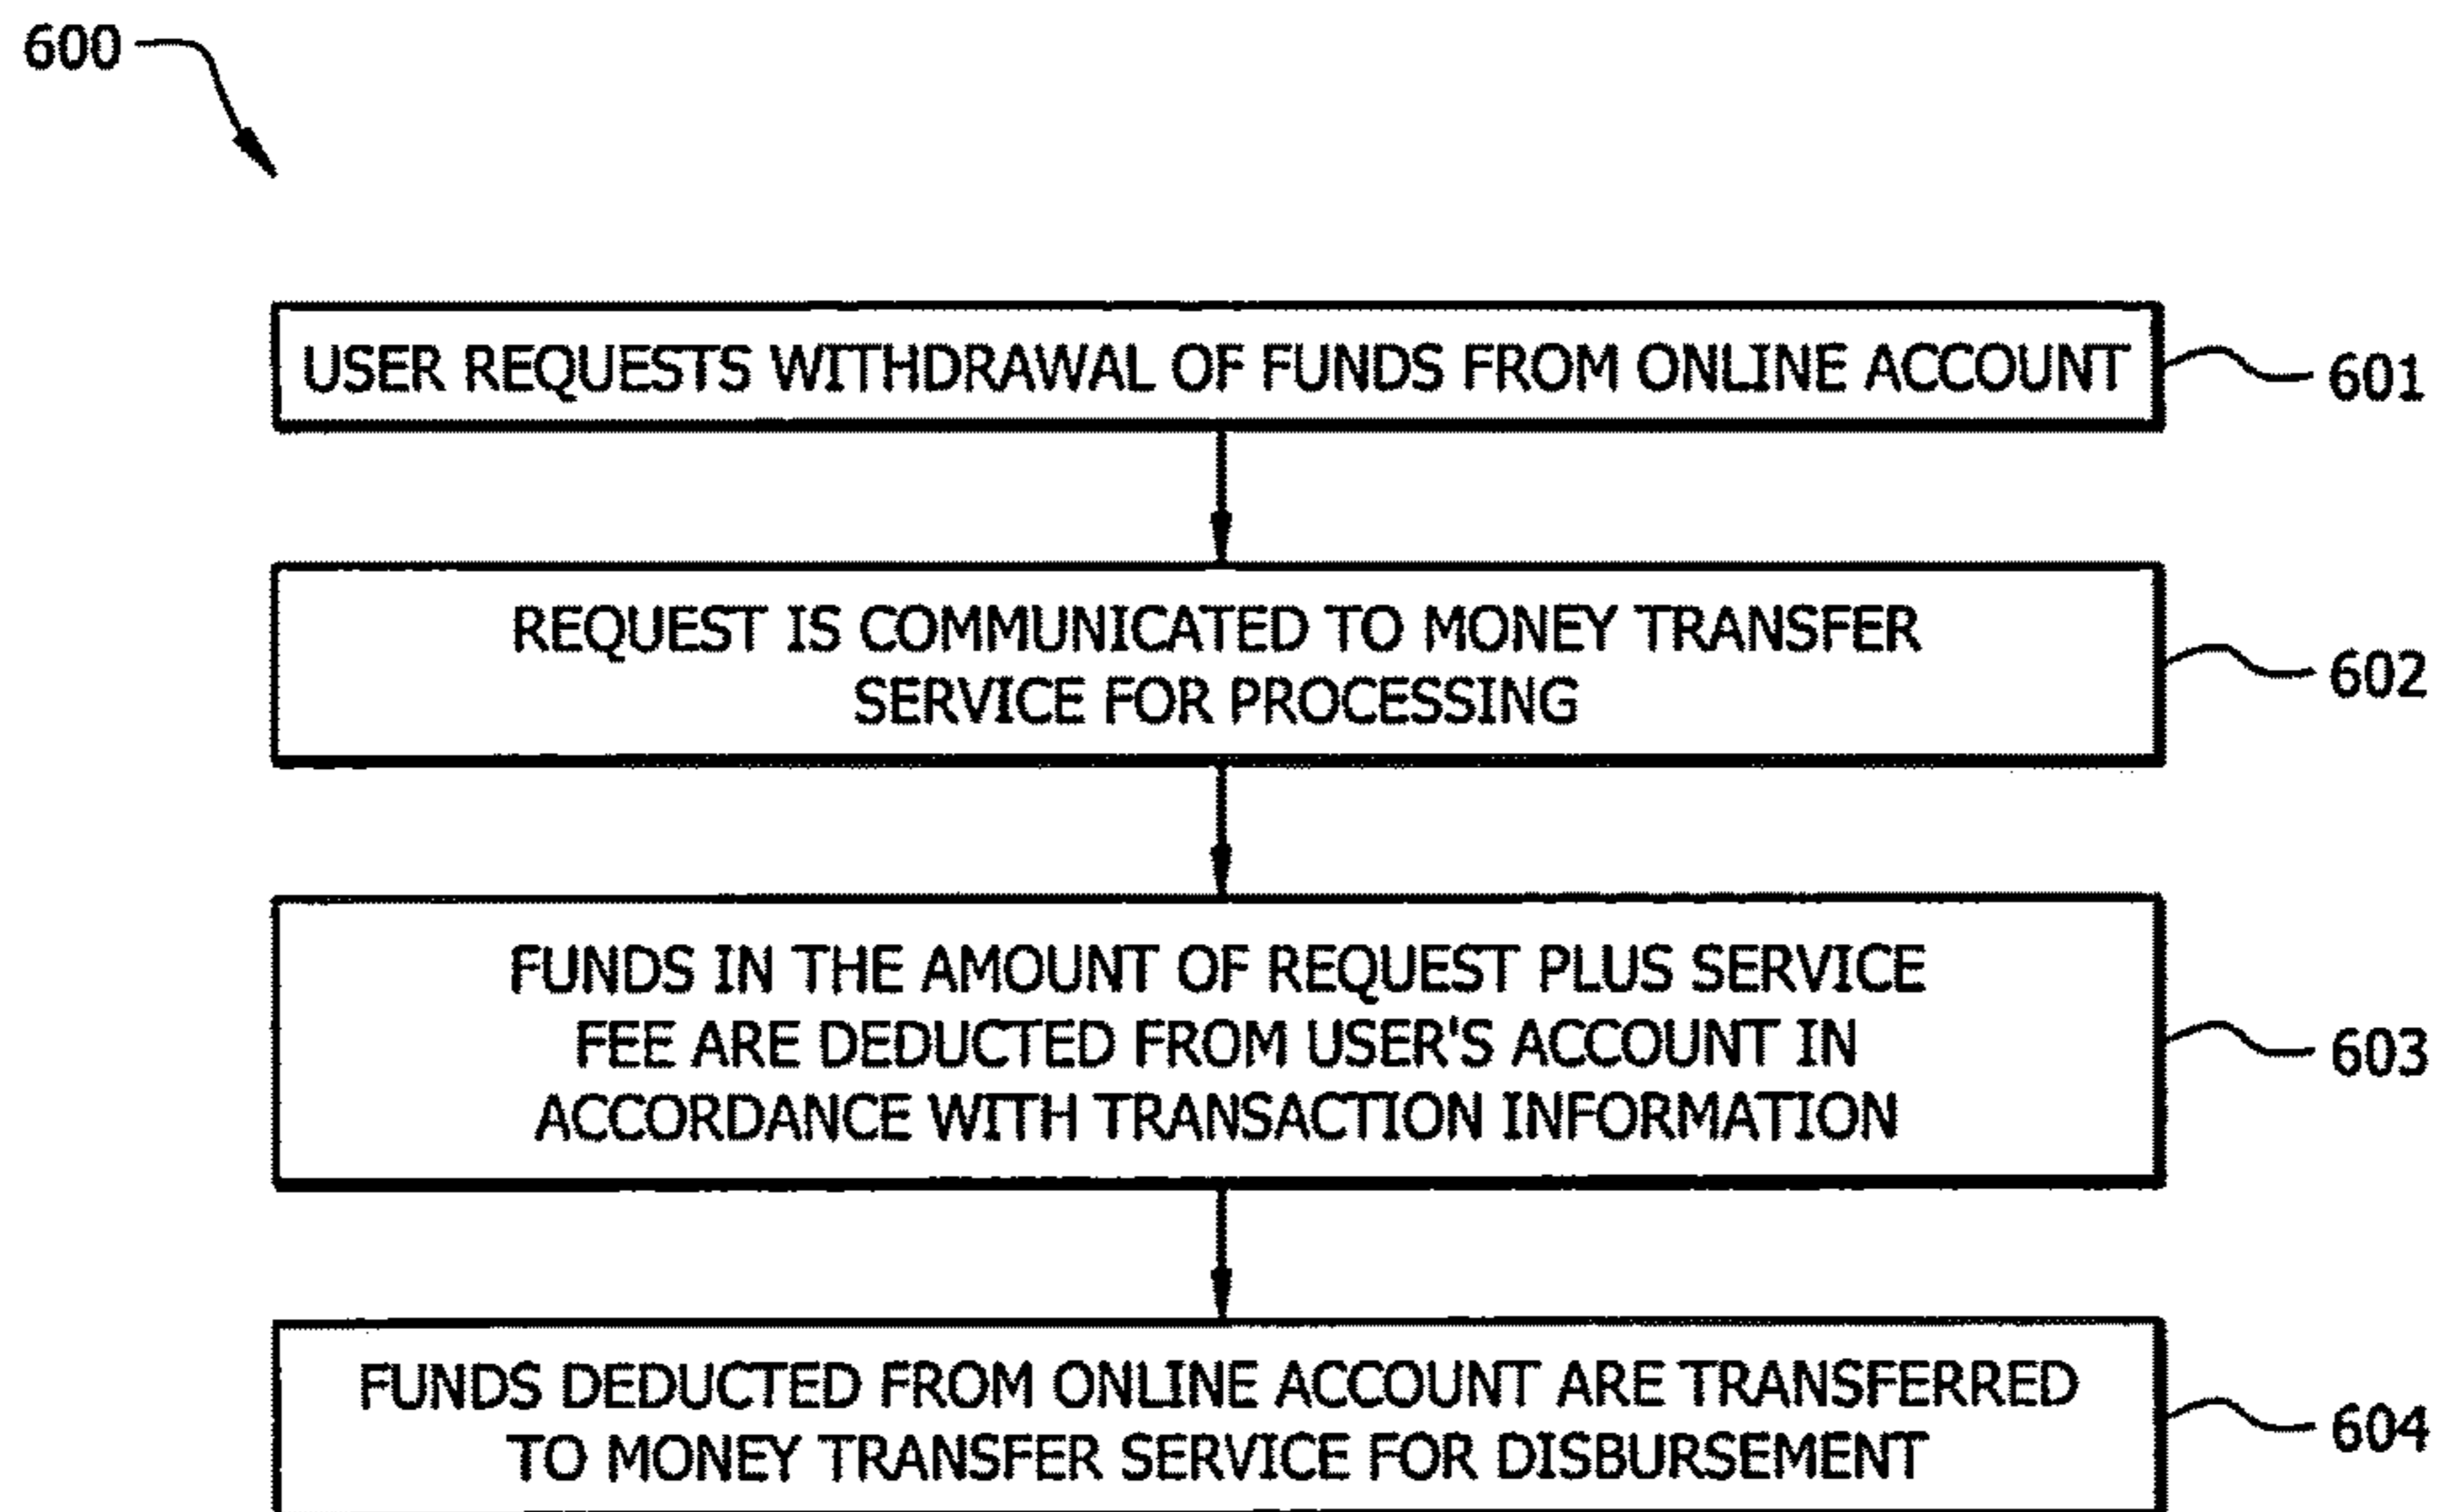 600
USER REQUESTS WITHDRAWAL OF FUNDS FROM ONLINE ACCOUNT
601
REQUEST IS COMMUNICATED TO MONEY TRANSFER
SERVICE FOR PROCESSING
602
FUNDS IN THE AMOUNT OF REQUEST PLUS SERVICE
FEE ARE DEDUCTED FROM USER'S ACCOUNT IN
ACCORDANCE WITH TRANSACTION INFORMATION
603
FUNDS DEDUCTED FROM ONLINE ACCOUNT ARE TRANSFERRED
TO MONEY TRANSFER SERVICE FOR DISBURSEMENT
604